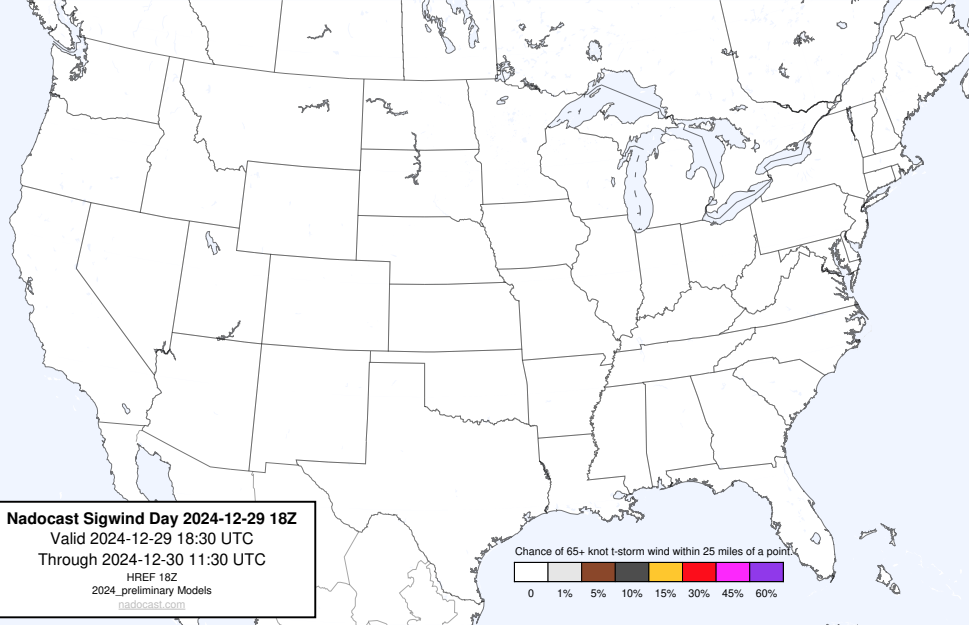 Nadocast Sigwind Day 2024-12-29 18Z
Valid 2024-12-29 18:30 UTC
Through 2024-12-30 11:30 UTC
HREF 18Z
2024_preliminary Models
nadocast.com
Chance of 65+ knot t-storm wind within 25 miles of a point.
0 1% 5% 10% 15% 30% 45% 60%